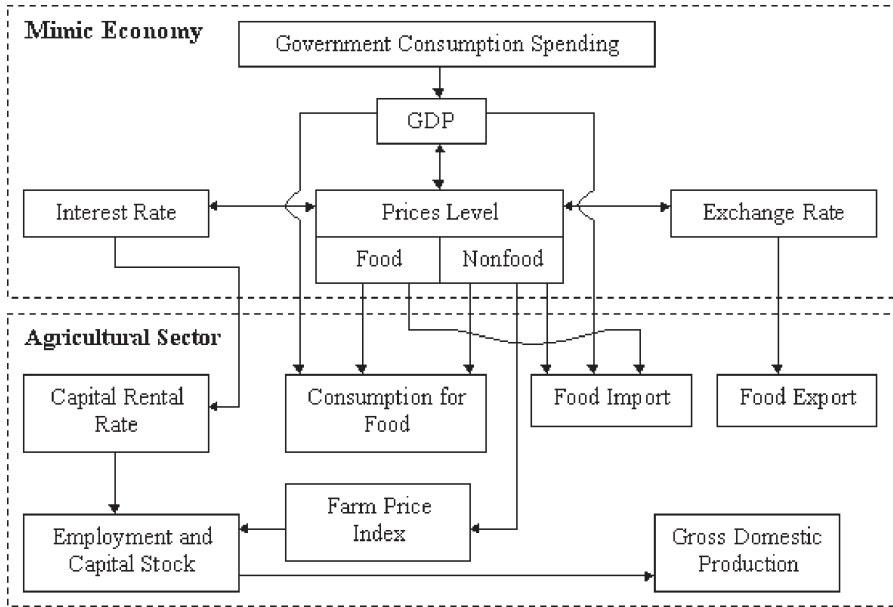 Mimic Economy
Government Consumption Spending
GDP
Interest Rate
Prices Level
Exchange Rate
Food
Nonfood
Agricultural Sector
Capital Rental
Rate
Consumption for
Food
Food Import
Food Export
Farm Price
Index
Employment and
Capital Stock
Gross Domestic
Production